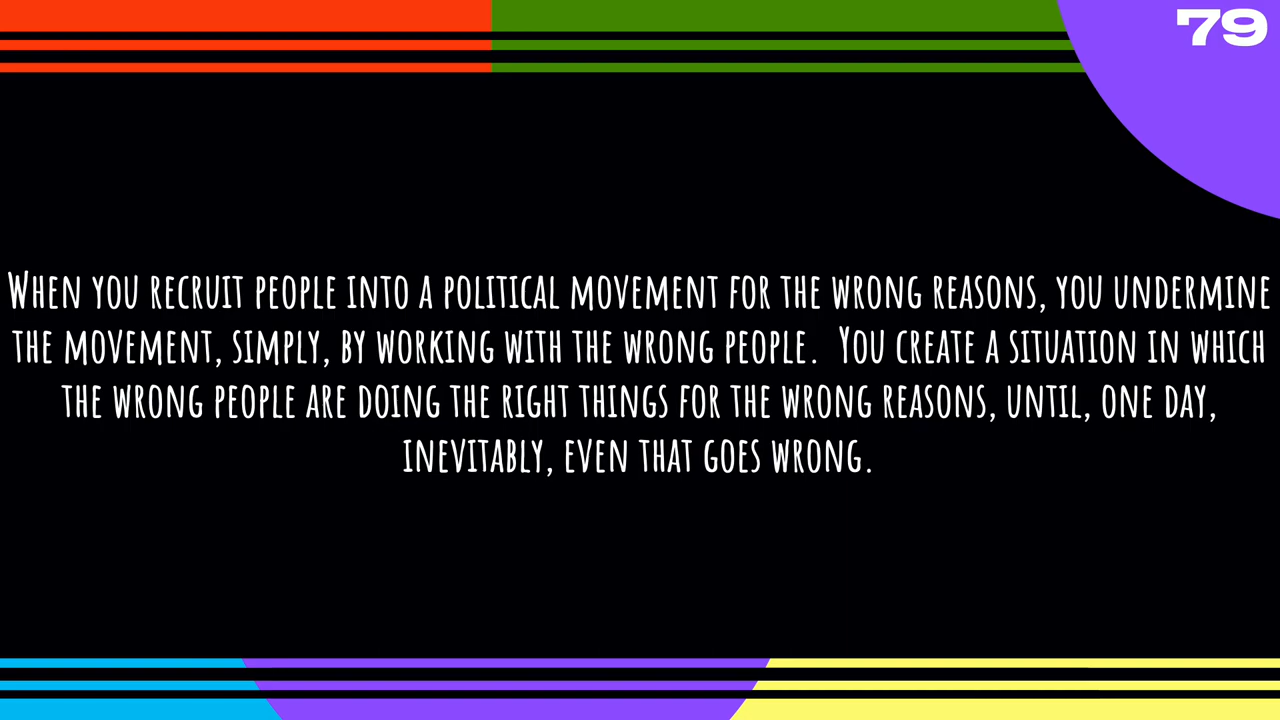 79
When you recruit people into a political movement for the wrong reasons, you undermine
the movement, simply, by working with the wrong people.  You create a situation in which
the wrong people are doing the right things for the wrong reasons, until, one day,
inevitably, even that goes wrong.